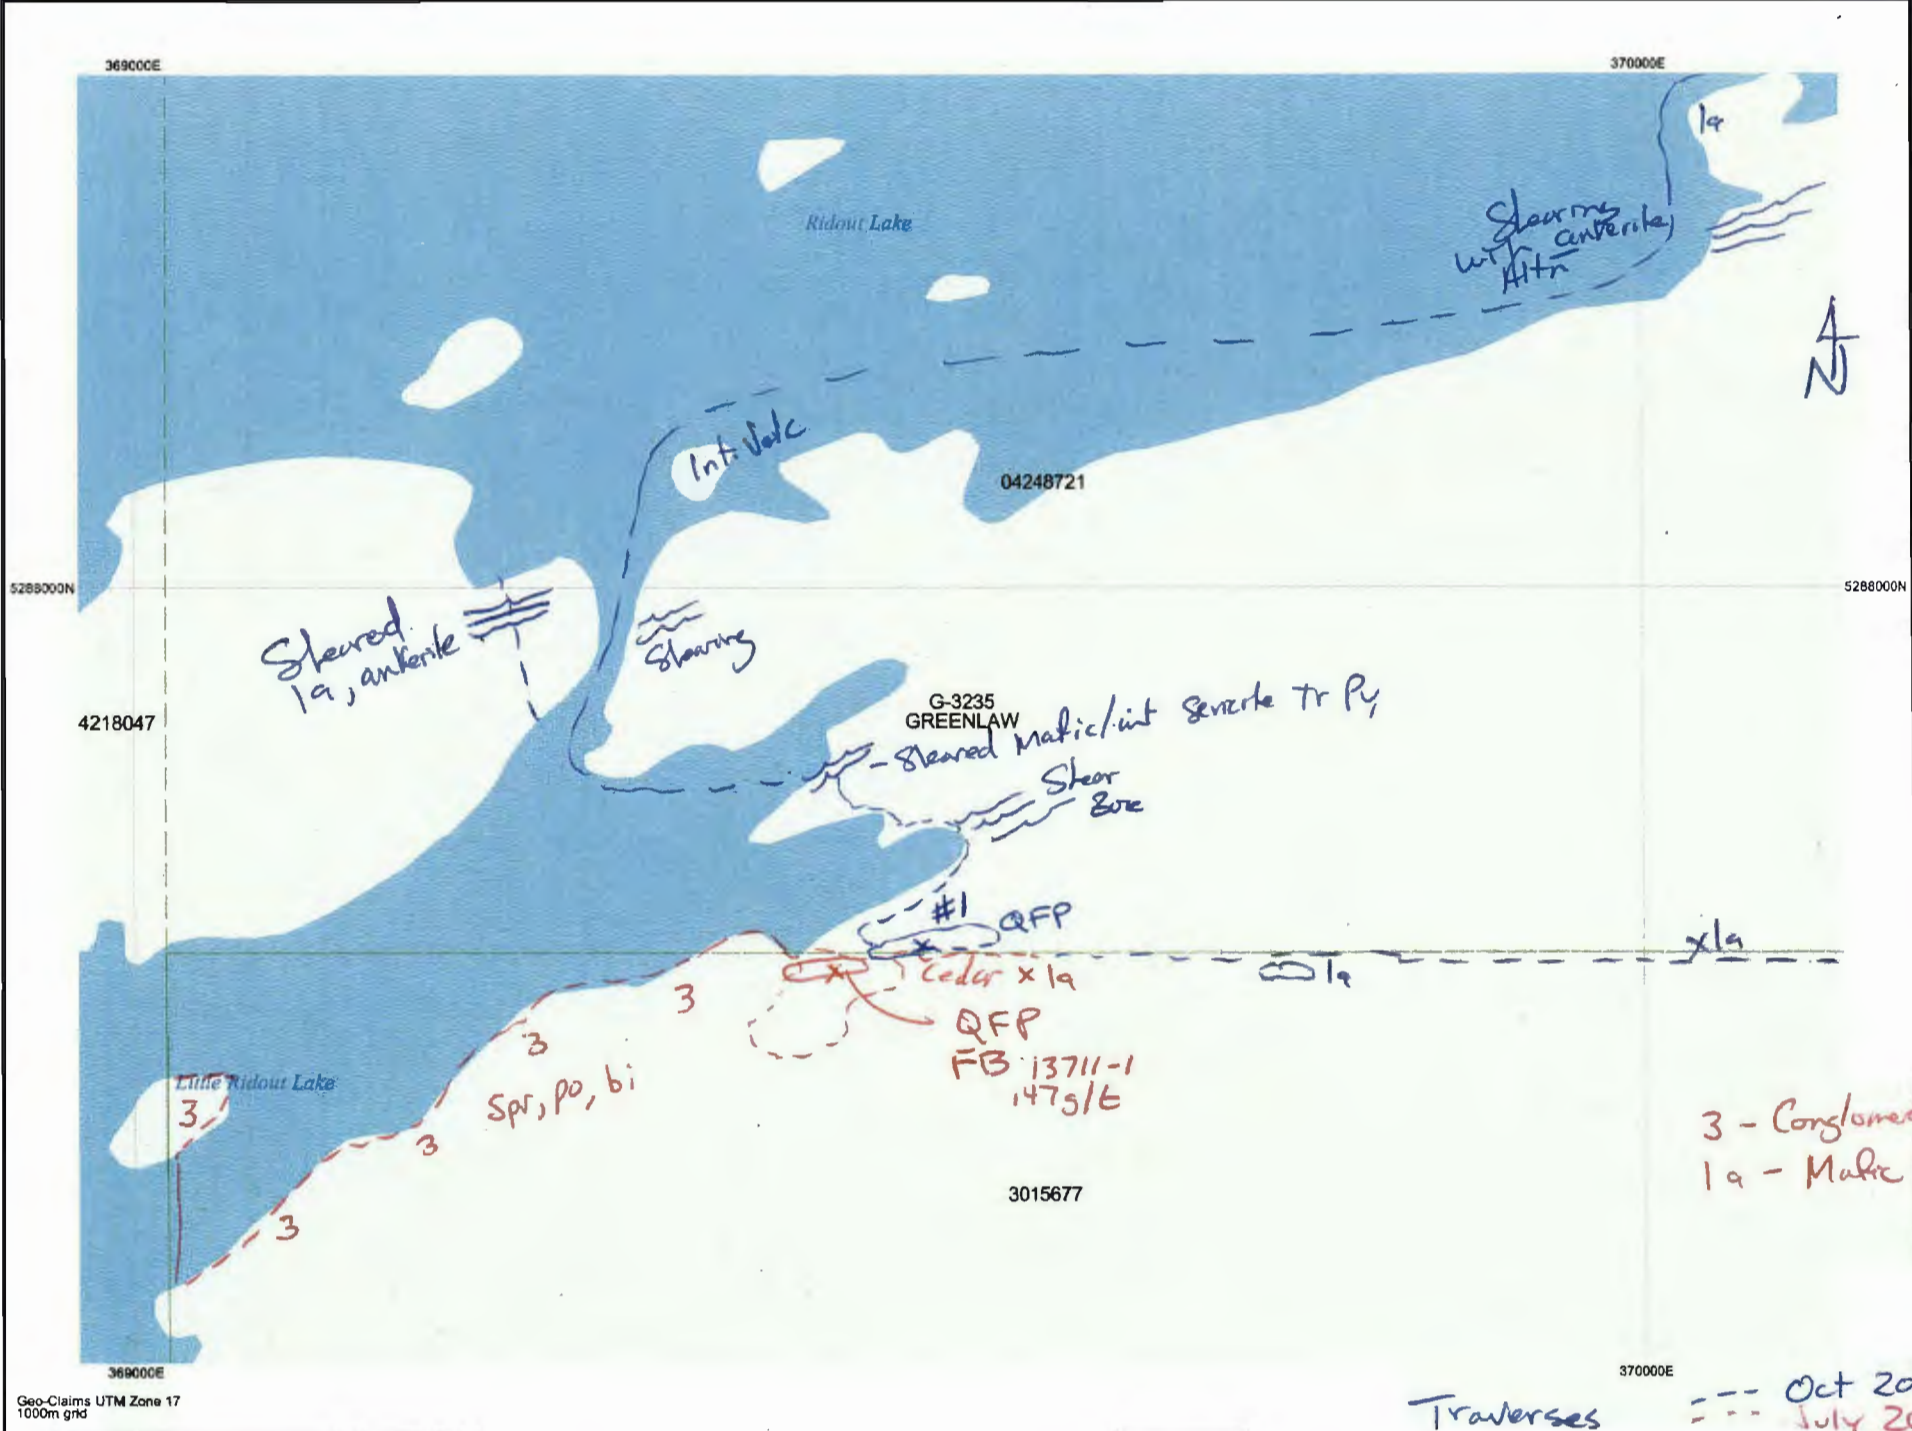 369000E
370000E
1a
Ridout Lake
Shearing
with ankerite
Altn
N
Int. Volc
04248721
5288000N
5288000N
Sheared
1a, ankerite
Shearing
4218047
G-3235
GREENLAW
- Sheared Mafic/int Sericite Tr Py
Shear
Zone
#1
QFP
x
x1a
x
Cedar x 1a
1a
3
QFP
3
FB 13711-1
.47g/t
Little Ridout Lake
3
spr, po, bi
3
3
3 - Conglomer
1a - Mafic
3015677
369000E
370000E
Geo-Claims UTM Zone 17
1000m grid
Traverses
--- Oct 20
--- July 20